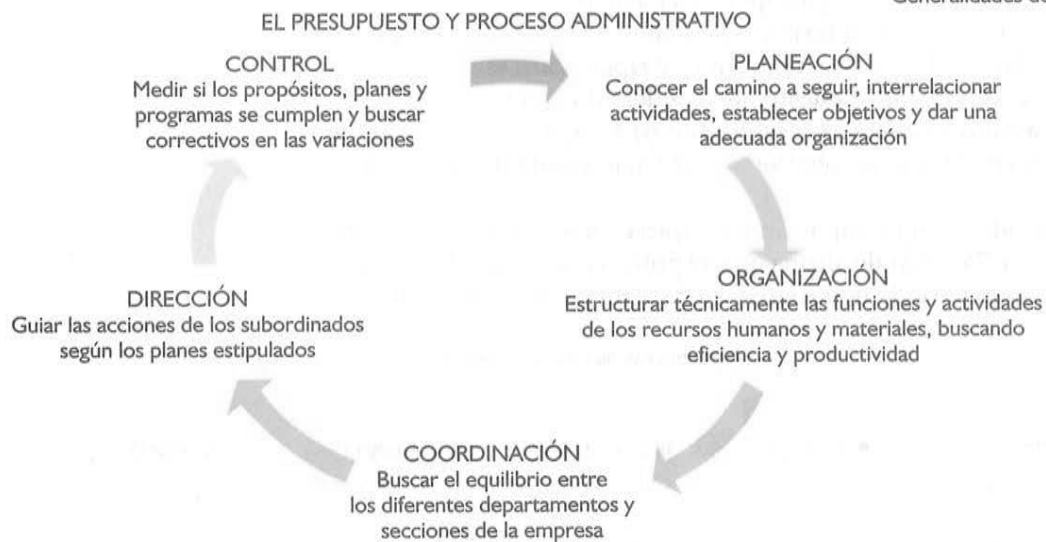 Generalidades de
EL PRESUPUESTO Y PROCESO ADMINISTRATIVO
CONTROL
Medir si los propósitos, planes y
programas se cumplen y buscar
correctivos en las variaciones
PLANEACIÓN
Conocer el camino a seguir, interrelacionar
actividades, establecer objetivos y dar una
adecuada organización
ORGANIZACIÓN
Estructurar técnicamente las funciones y actividades
de los recursos humanos y materiales, buscando
eficiencia y productividad
COORDINACIÓN
Buscar el equilibrio entre
los diferentes departamentos y
secciones de la empresa
DIRECCIÓN
Guiar las acciones de los subordinados
según los planes estipulados